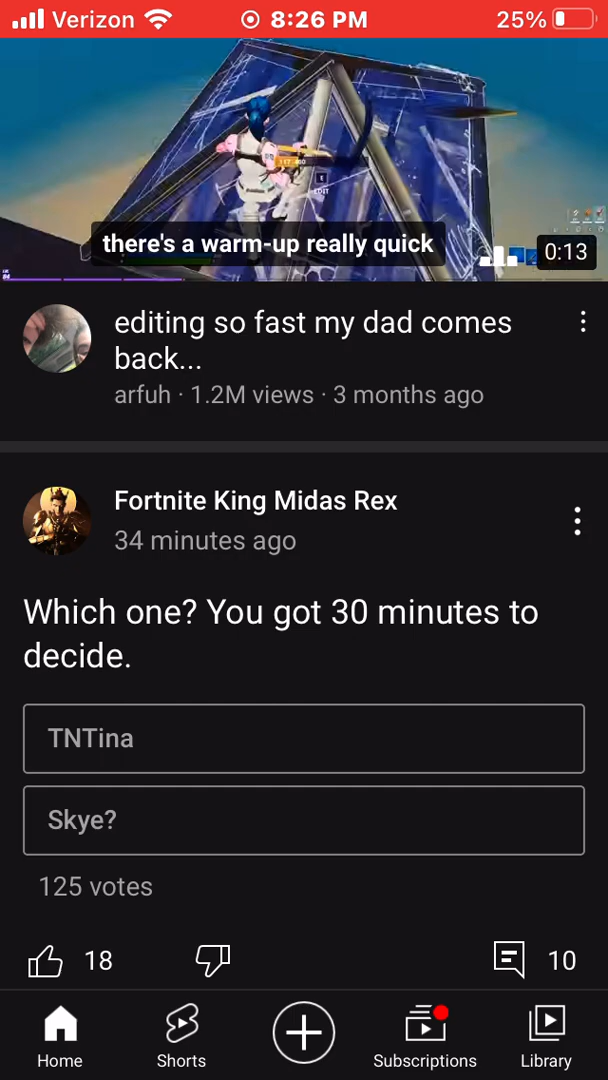 Verizon 8:26 PM 25%
EDIT
there's a warm-up really quick
0:13
editing so fast my dad comes
back...
arfuh · 1.2M views · 3 months ago
Fortnite King Midas Rex
34 minutes ago
Which one? You got 30 minutes to
decide.
TNTina
Skye?
125 votes
18 10
Home Shorts Subscriptions Library